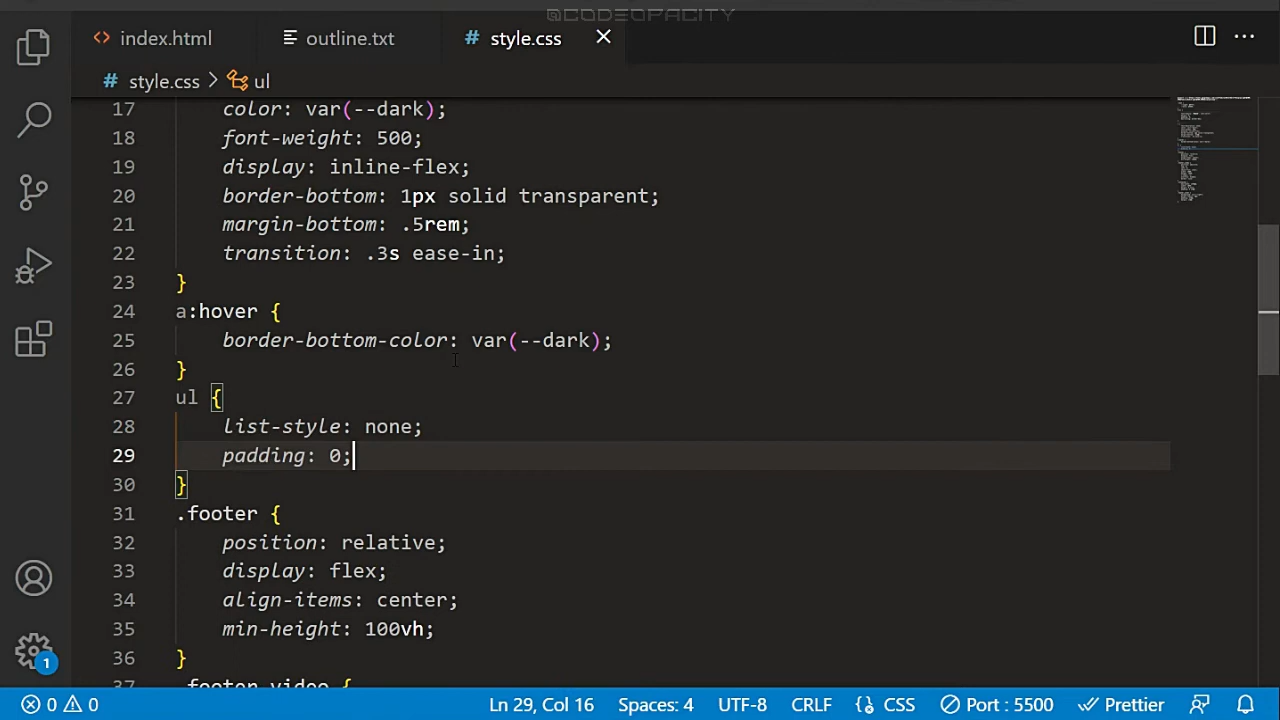 @CODEOPACITY
<> index.html
outline.txt
# style.css
# style.css > ul
17 color: var(--dark);
18 font-weight: 500;
19 display: inline-flex;
20 border-bottom: 1px solid transparent;
21 margin-bottom: .5rem;
22 transition: .3s ease-in;
23 }
24 a:hover {
25 border-bottom-color: var(--dark);
26 }
27 ul {
28 list-style: none;
29 padding: 0;
30 }
31 .footer {
32 position: relative;
33 display: flex;
34 align-items: center;
35 min-height: 100vh;
36 }
37 .footer video {
1
0 0 Ln 29, Col 16 Spaces: 4 UTF-8 CRLF CSS Port : 5500 Prettier